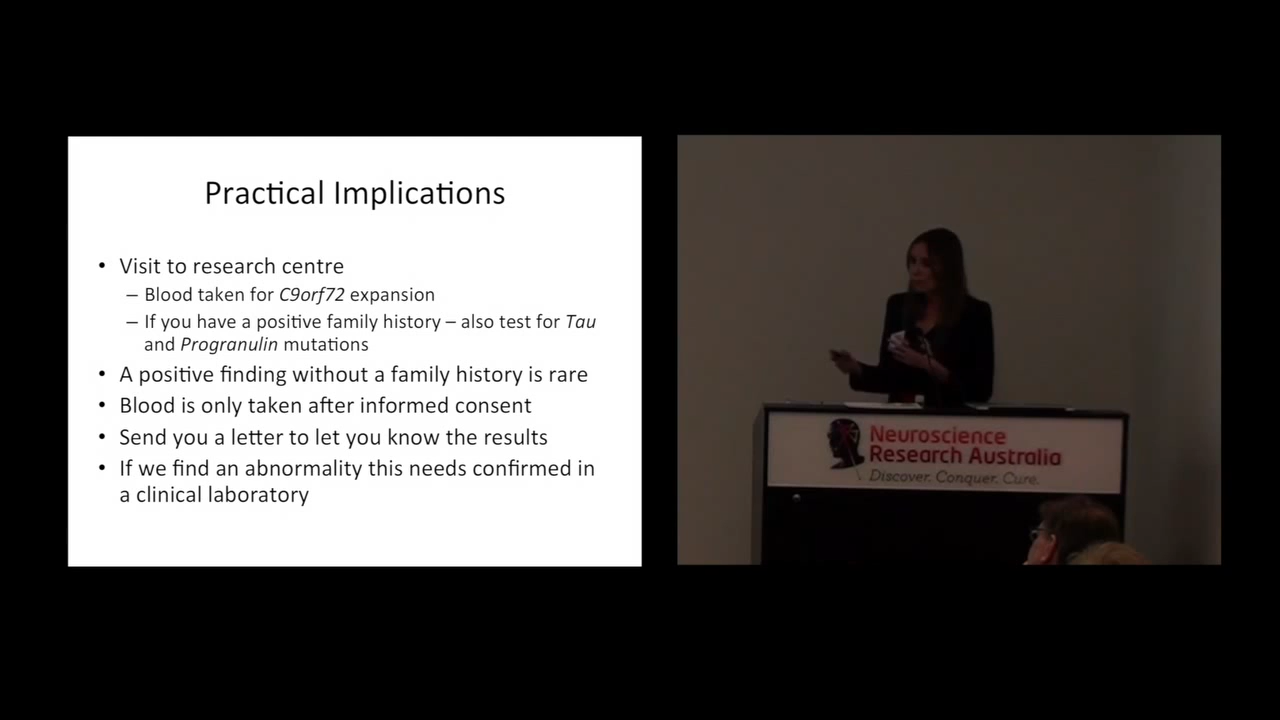 Practical Implications
• Visit to research centre
– Blood taken for C9orf72 expansion
– If you have a positive family history – also test for Tau
and Progranulin mutations
• A positive finding without a family history is rare
• Blood is only taken after informed consent
• Send you a letter to let you know the results
• If we find an abnormality this needs confirmed in
a clinical laboratory
Neuroscience
Research Australia
Discover. Conquer. Cure.